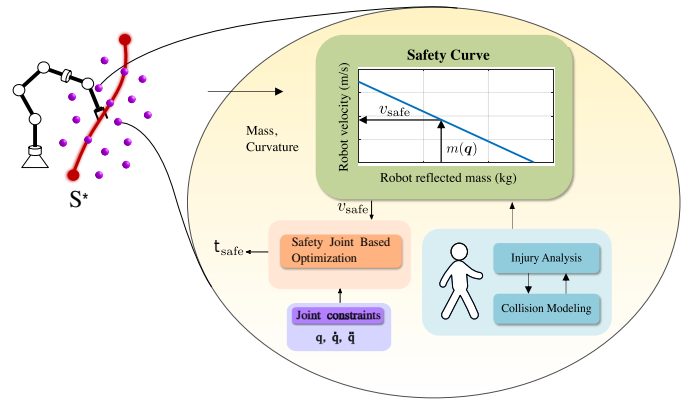 Safety Curve
Robot velocity (m/s)
v_safe
m(q)
Robot reflected mass (kg)
Mass,
Curvature
S*
v_safe
t_safe
Safety Joint Based
Optimization
Joint constraints
q, q̇, q̈
Injury Analysis
Collision Modeling